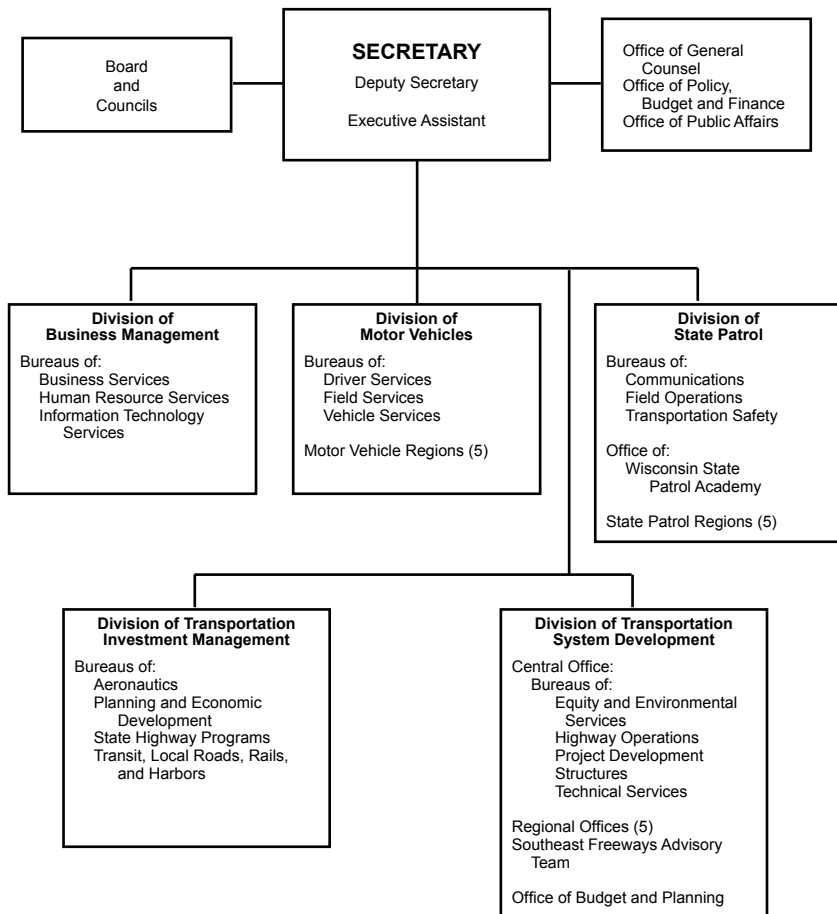 Board
and
Councils
SECRETARY
Deputy Secretary
Executive Assistant
Office of General
Counsel
Office of Policy,
Budget and Finance
Office of Public Affairs
Division of
Business Management
Bureaus of:
Business Services
Human Resource Services
Information Technology
Services
Division of
Motor Vehicles
Bureaus of:
Driver Services
Field Services
Vehicle Services
Motor Vehicle Regions (5)
Division of
State Patrol
Bureaus of:
Communications
Field Operations
Transportation Safety
Office of:
Wisconsin State
Patrol Academy
State Patrol Regions (5)
Division of Transportation
Investment Management
Bureaus of:
Aeronautics
Planning and Economic
Development
State Highway Programs
Transit, Local Roads, Rails,
and Harbors
Division of Transportation
System Development
Central Office:
Bureaus of:
Equity and Environmental
Services
Highway Operations
Project Development
Structures
Technical Services
Regional Offices (5)
Southeast Freeways Advisory
Team
Office of Budget and Planning